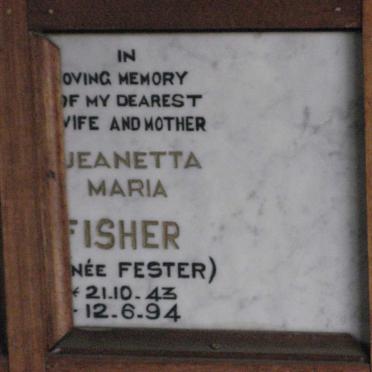 IN
OVING MEMORY
OF MY DEAREST
WIFE AND MOTHER
JEANETTA
MARIA
FISHER
(NÉE FESTER)
* 21.10.43
- 12.6.94